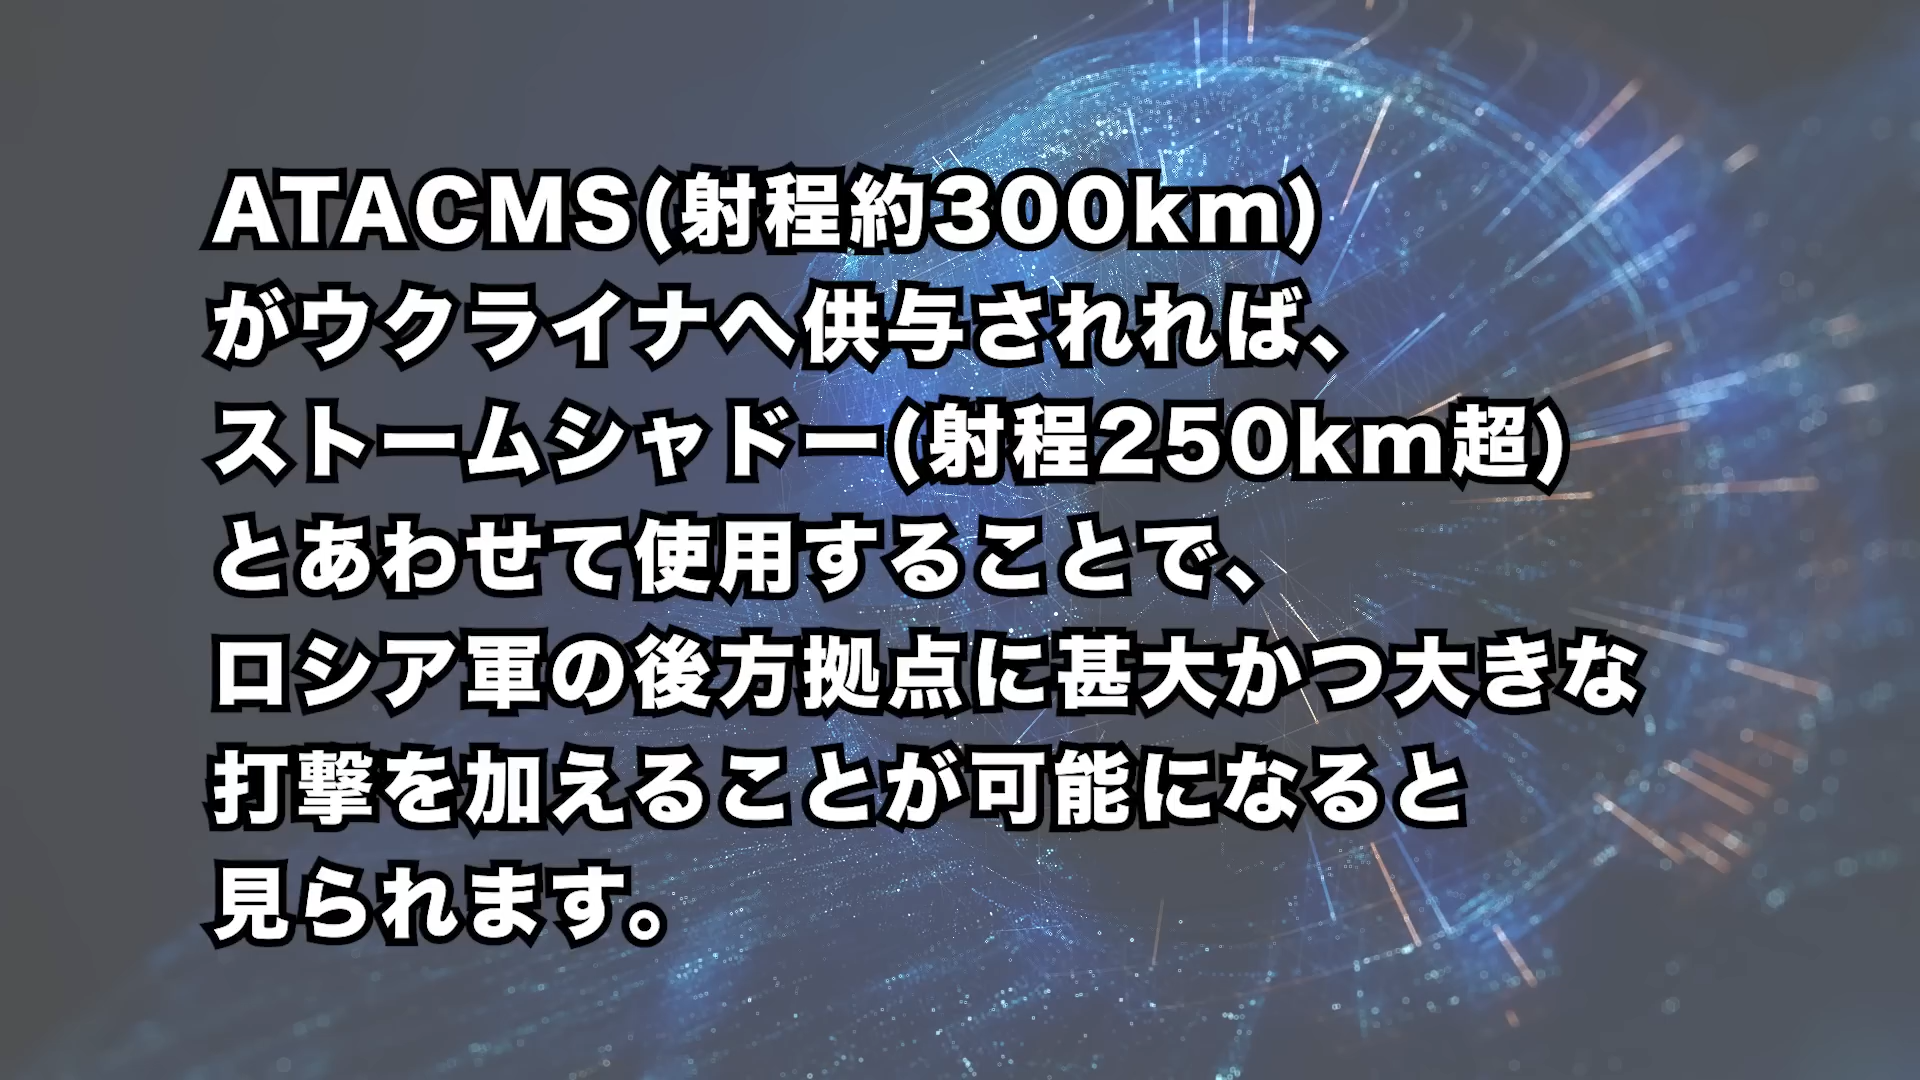 ATACMS(射程約300km)
がウクライナへ供与されれば、
ストームシャドー(射程250km超)
とあわせて使用することで、
ロシア軍の後方拠点に甚大かつ大きな
打撃を加えることが可能になると
見られます。